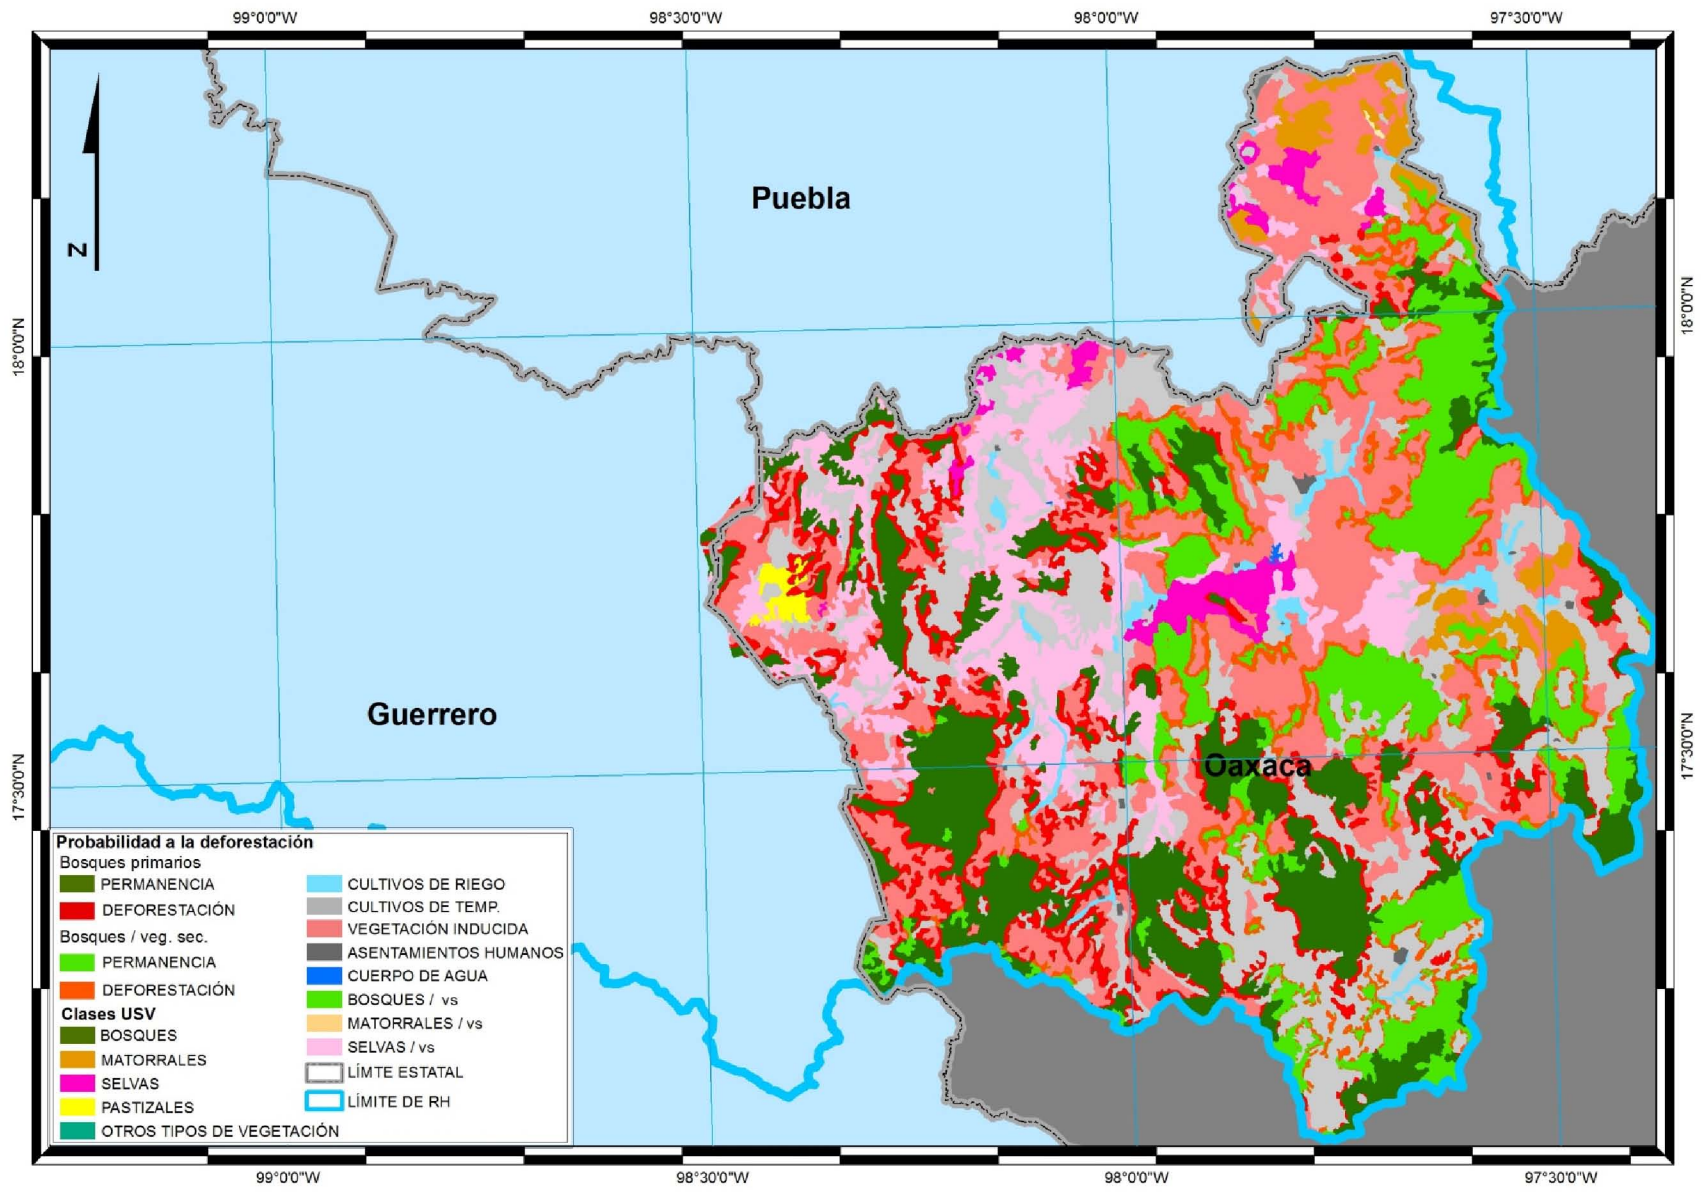 99°0'0"W 98°30'0"W 98°0'0"W 97°30'0"W
Z
Puebla
18°0'0"N
18°0'0"N
Guerrero
Oaxaca
17°30'0"N
17°30'0"N
Probabilidad a la deforestación
Bosques primarios
PERMANENCIA
DEFORESTACIÓN
Bosques / veg. sec.
PERMANENCIA
DEFORESTACIÓN
Clases USV
BOSQUES
MATORRALES
SELVAS
PASTIZALES
OTROS TIPOS DE VEGETACIÓN
CULTIVOS DE RIEGO
CULTIVOS DE TEMP.
VEGETACIÓN INDUCIDA
ASENTAMIENTOS HUMANOS
CUERPO DE AGUA
BOSQUES / vs
MATORRALES / vs
SELVAS / vs
LÍMTE ESTATAL
LÍMITE DE RH
99°0'0"W 98°30'0"W 98°0'0"W 97°30'0"W